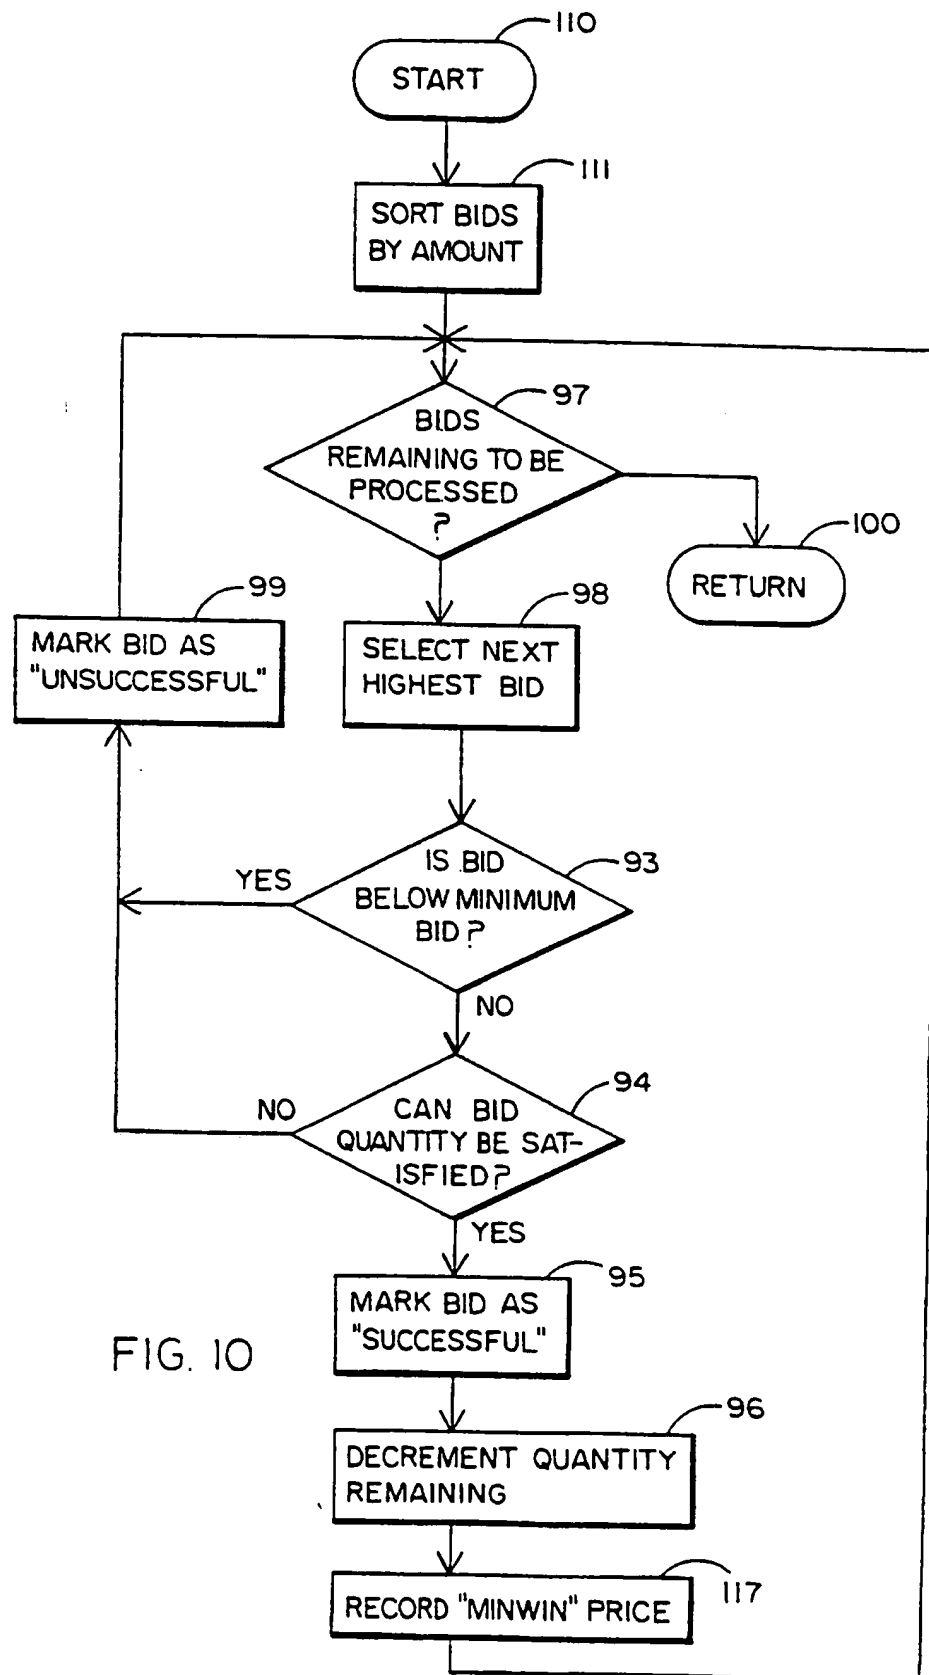 110
START
111
SORT BIDS
BY AMOUNT
97
BIDS
REMAINING TO BE
PROCESSED
?
100
RETURN
99
MARK BID AS
"UNSUCCESSFUL"
98
SELECT NEXT
HIGHEST BID
93
IS BID
BELOW MINIMUM
BID?
YES
NO
94
CAN BID
QUANTITY BE SAT-
ISFIED?
NO
YES
95
MARK BID AS
"SUCCESSFUL"
FIG. 10
96
DECREMENT QUANTITY
REMAINING
117
RECORD "MINWIN" PRICE